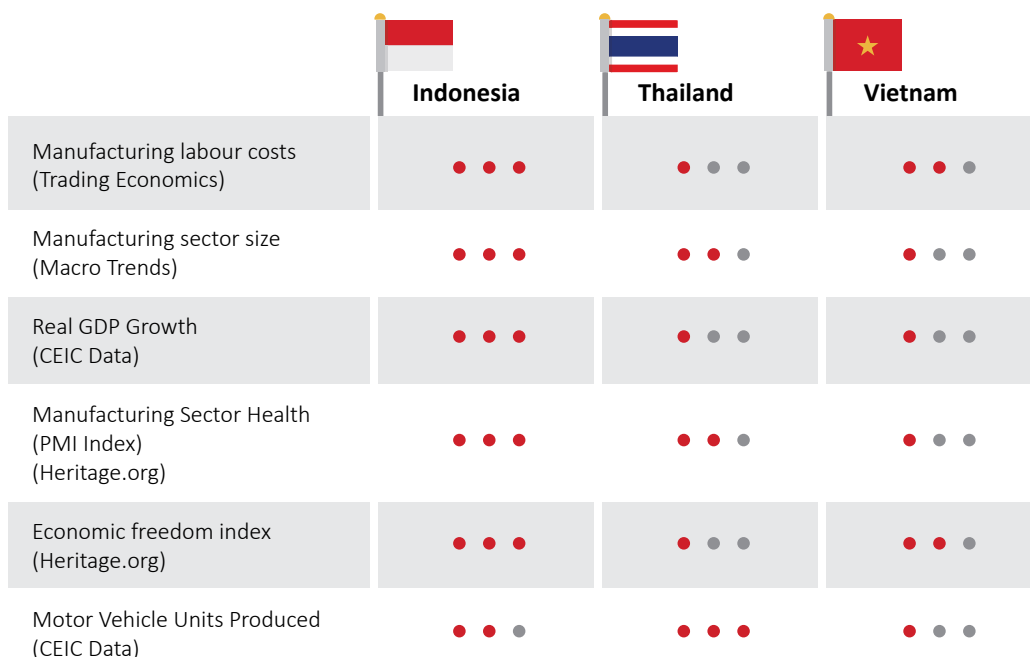 Indonesia
Thailand
Vietnam
Manufacturing labour costs
(Trading Economics)
Manufacturing sector size
(Macro Trends)
Real GDP Growth
(CEIC Data)
Manufacturing Sector Health
(PMI Index)
(Heritage.org)
Economic freedom index
(Heritage.org)
Motor Vehicle Units Produced
(CEIC Data)